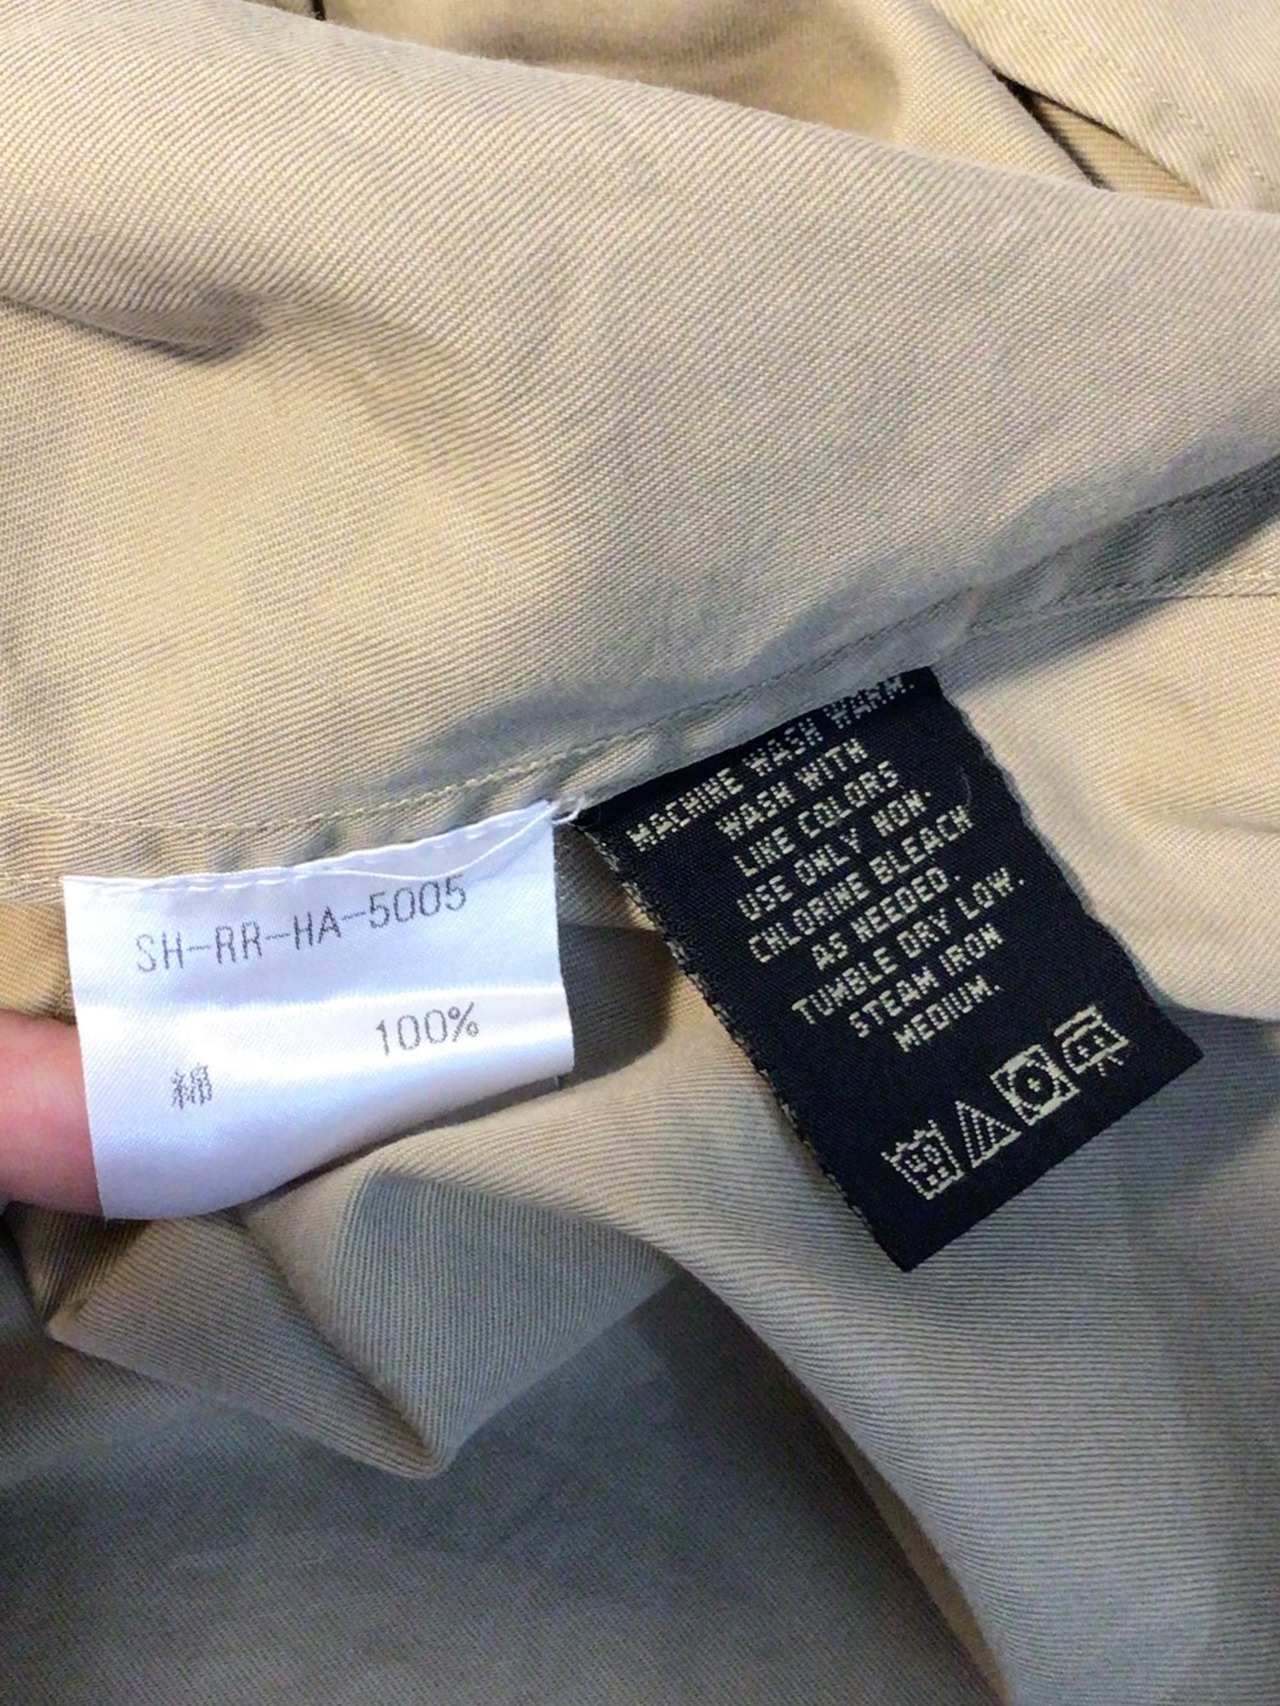 SH-RR-HA-5005
100%
綿
MACHINE WASH WARM.
WASH WITH
LIKE COLORS
USE ONLY NON-
CHLORINE BLEACH
AS NEEDED.
TUMBLE DRY LOW.
STEAM IRON
MEDIUM.
40